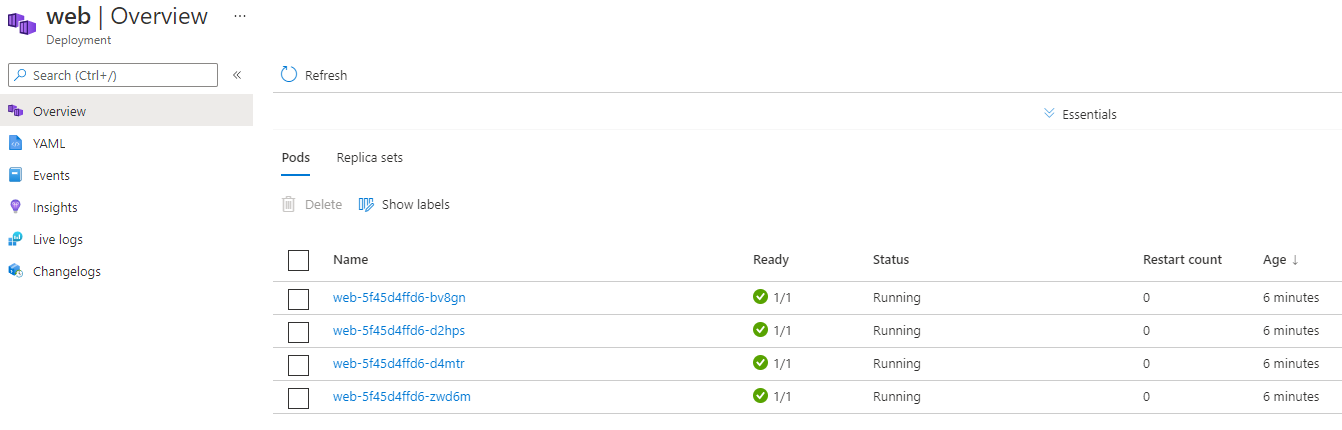 web | Overview ...
Deployment
Search (Ctrl+/) «
Overview
YAML
Events
Insights
Live logs
Changelogs
Refresh
Essentials
Pods Replica sets
Delete Show labels
Name Ready Status Restart count Age ↓
web-5f45d4ffd6-bv8gn 1/1 Running 0 6 minutes
web-5f45d4ffd6-d2hps 1/1 Running 0 6 minutes
web-5f45d4ffd6-d4mtr 1/1 Running 0 6 minutes
web-5f45d4ffd6-zwd6m 1/1 Running 0 6 minutes